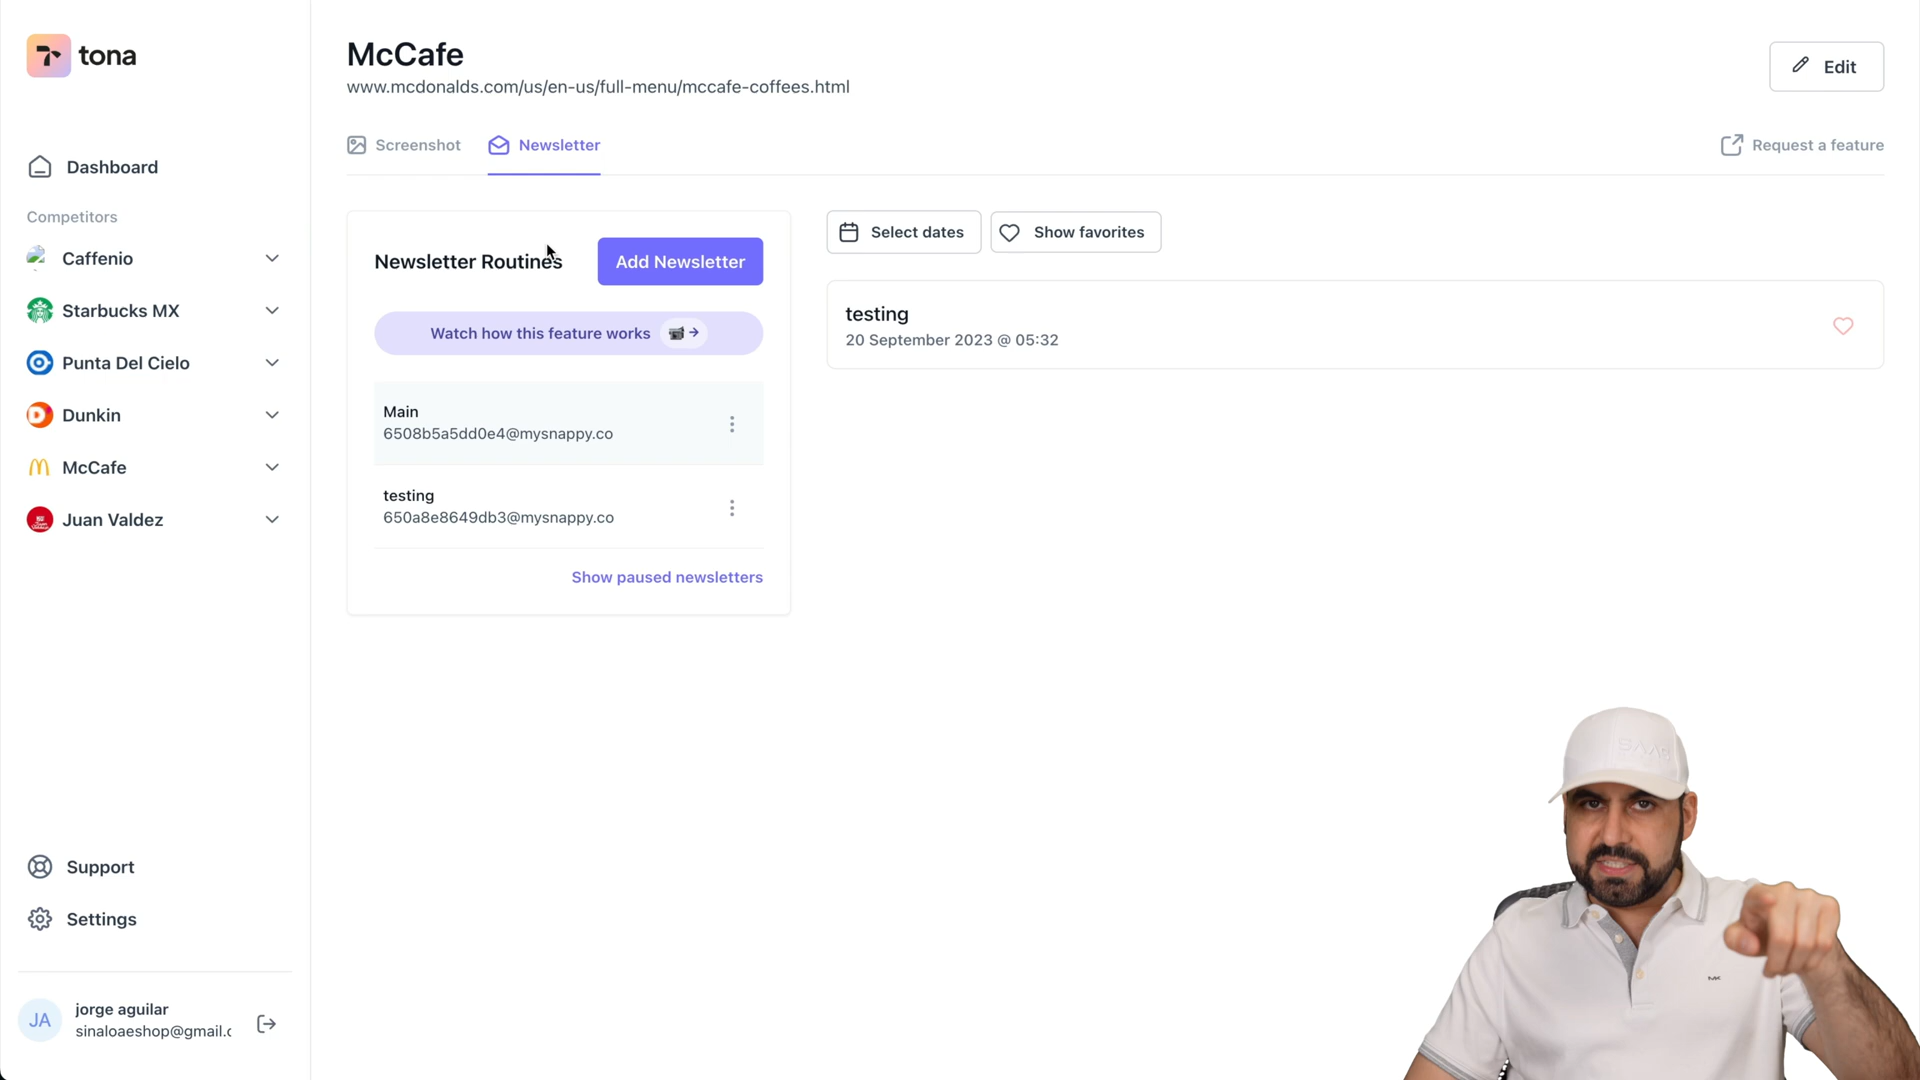 tona
Dashboard
Competitors
Caffenio
Starbucks MX
Punta Del Cielo
Dunkin
McCafe
Juan Valdez
Support
Settings
JA
jorge aguilar
sinaloaeshop@gmail.c
McCafe
www.mcdonalds.com/us/en-us/full-menu/mccafe-coffees.html
Edit
Screenshot
Newsletter
Request a feature
Newsletter Routines
Add Newsletter
Watch how this feature works
Main
6508b5a5dd0e4@mysnappy.co
testing
650a8e8649db3@mysnappy.co
Show paused newsletters
Select dates
Show favorites
testing
20 September 2023 @ 05:32
SAAS
MK